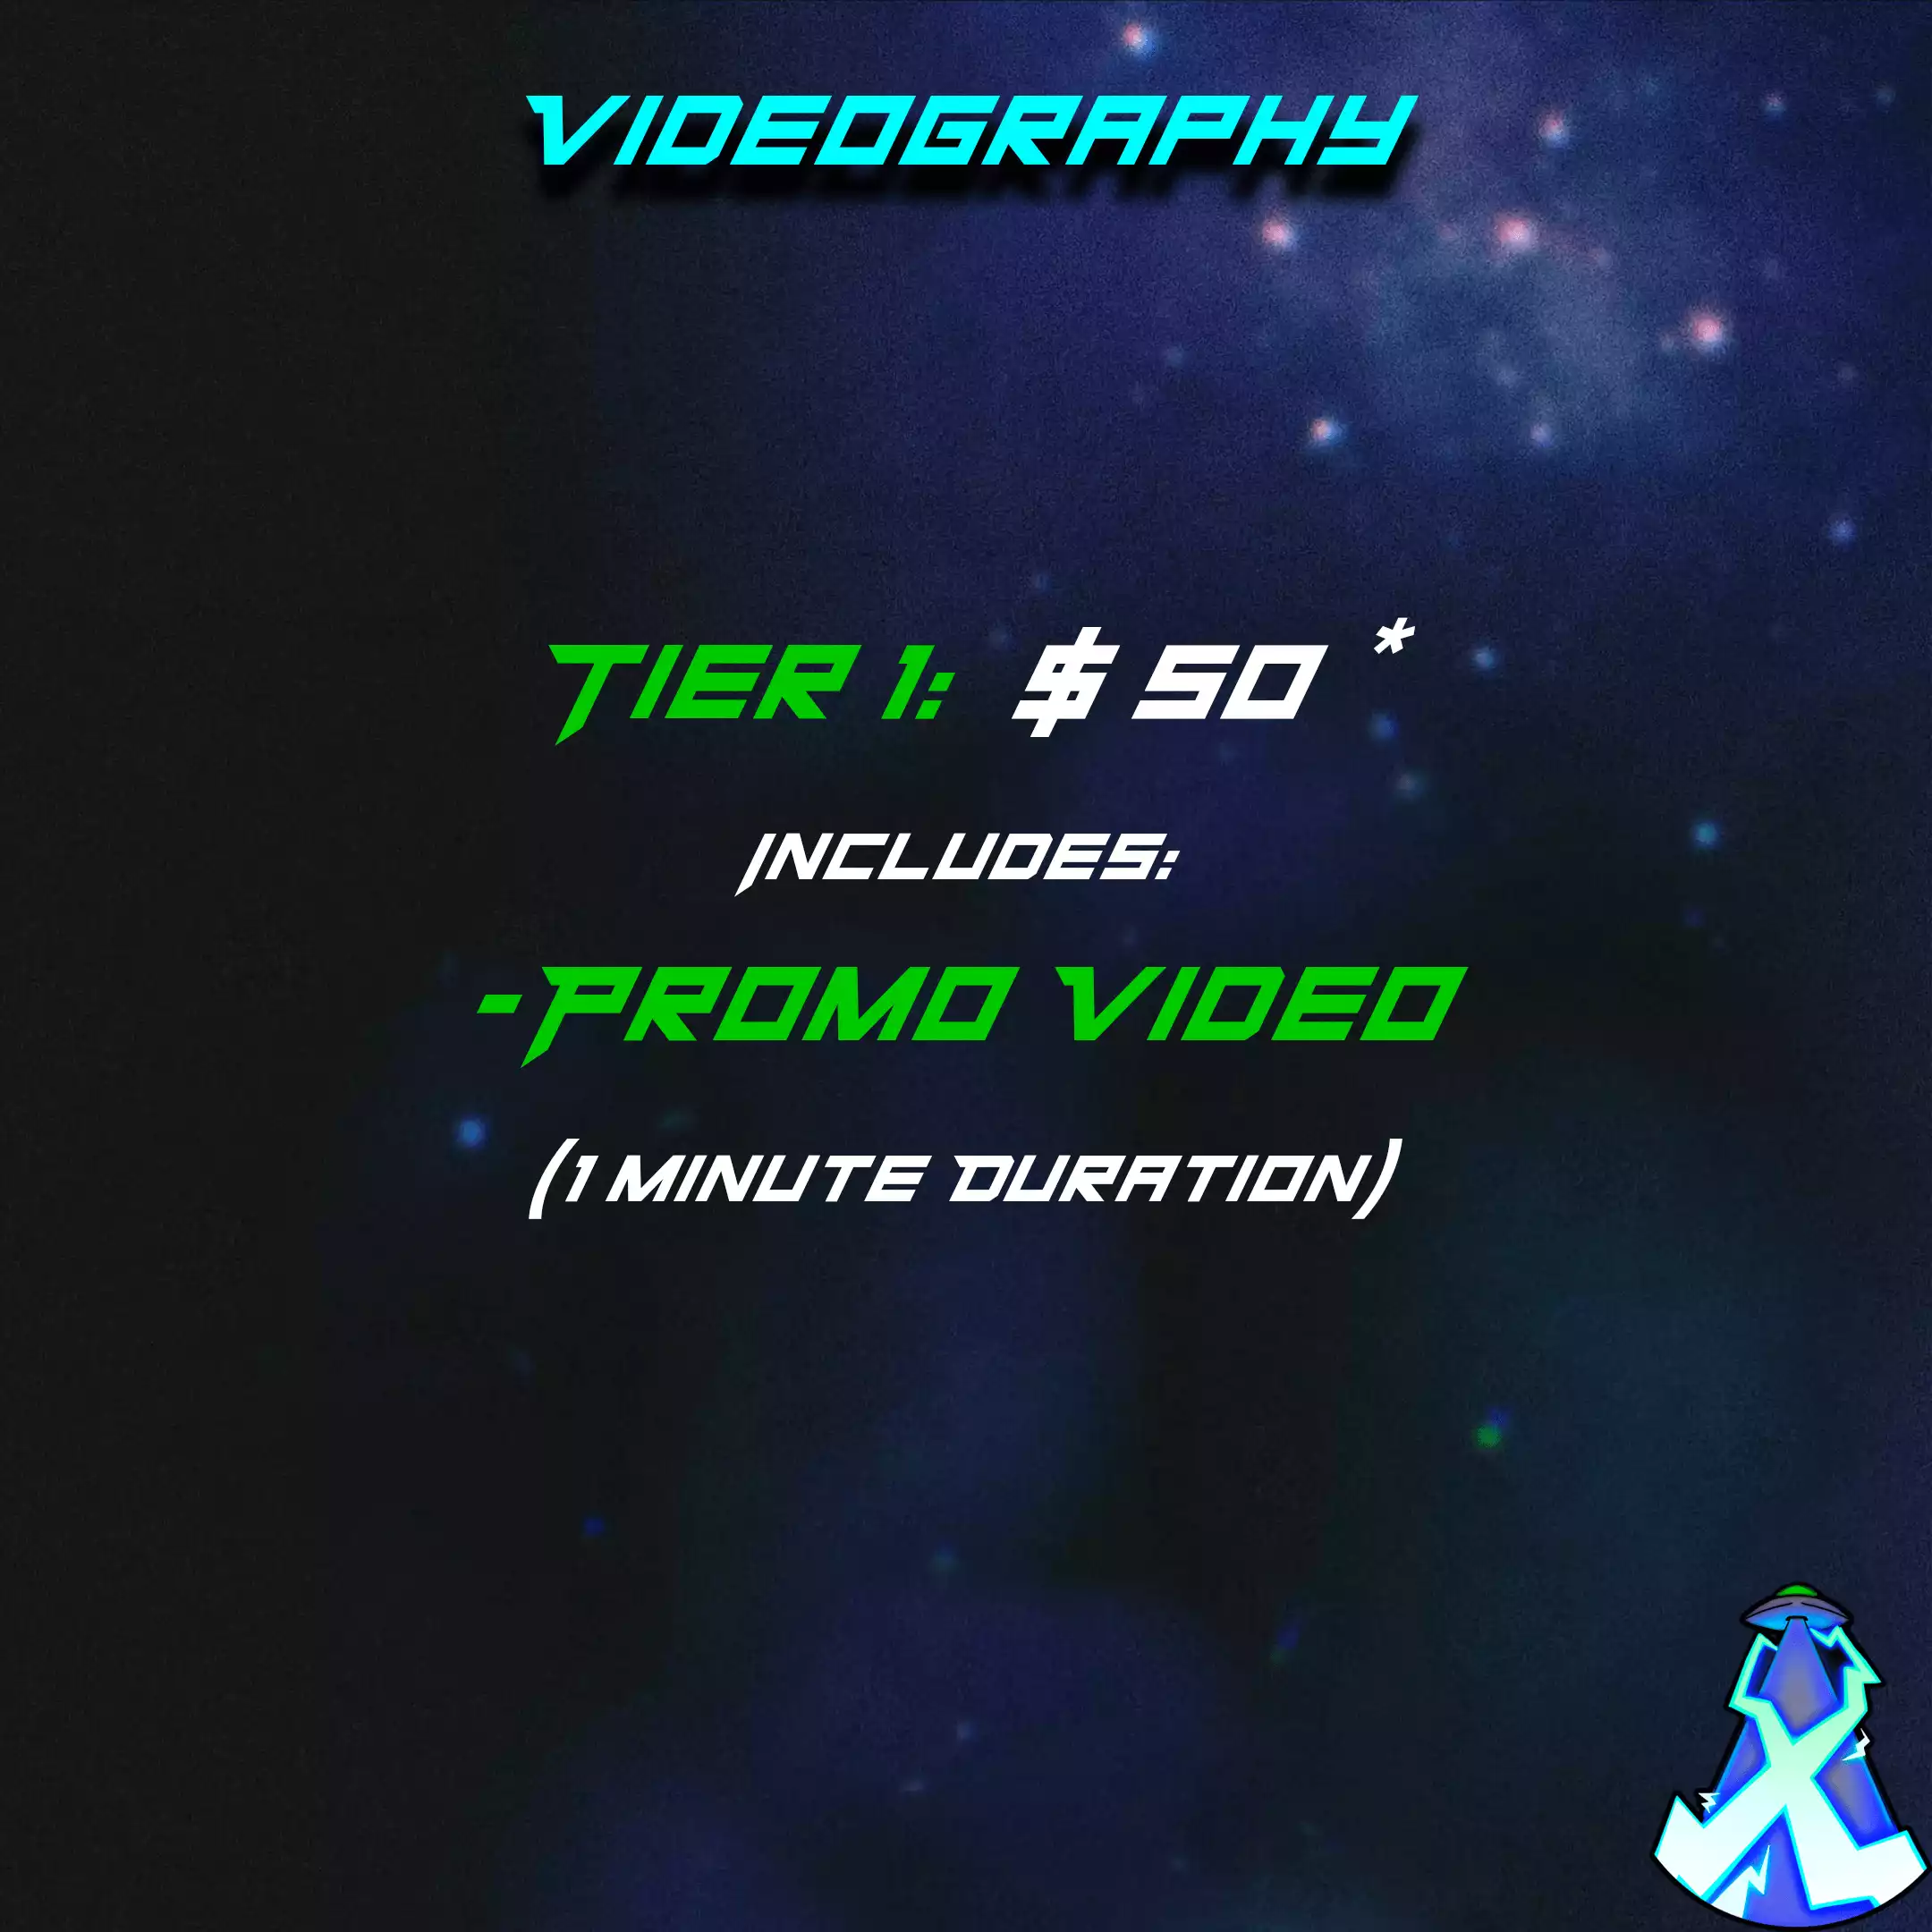 VIDEOGRAPHY
TIER 1: $ 50 *
INCLUDES:
-PROMO VIDEO
(1 MINUTE DURATION)